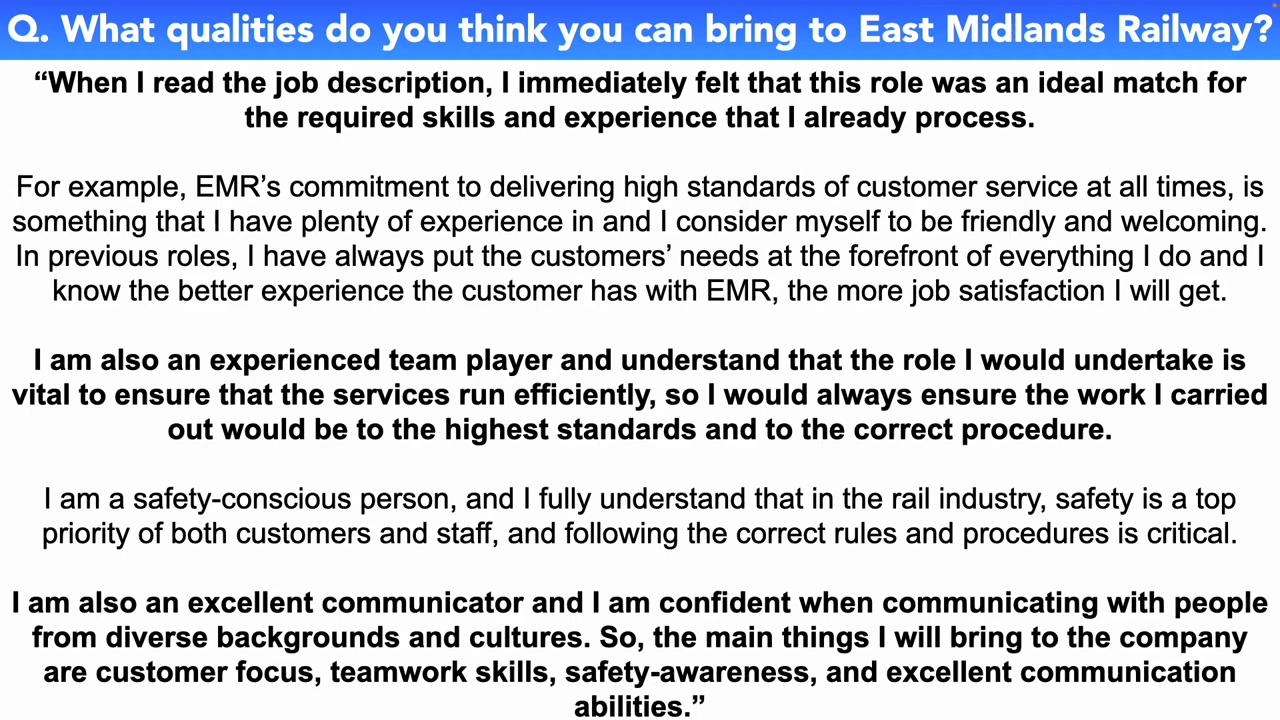 Q. What qualities do you think you can bring to East Midlands Railway?
“When I read the job description, I immediately felt that this role was an ideal match for
the required skills and experience that I already process.
For example, EMR’s commitment to delivering high standards of customer service at all times, is
something that I have plenty of experience in and I consider myself to be friendly and welcoming.
In previous roles, I have always put the customers’ needs at the forefront of everything I do and I
know the better experience the customer has with EMR, the more job satisfaction I will get.
I am also an experienced team player and understand that the role I would undertake is
vital to ensure that the services run efficiently, so I would always ensure the work I carried
out would be to the highest standards and to the correct procedure.
I am a safety-conscious person, and I fully understand that in the rail industry, safety is a top
priority of both customers and staff, and following the correct rules and procedures is critical.
I am also an excellent communicator and I am confident when communicating with people
from diverse backgrounds and cultures. So, the main things I will bring to the company
are customer focus, teamwork skills, safety-awareness, and excellent communication
abilities.”